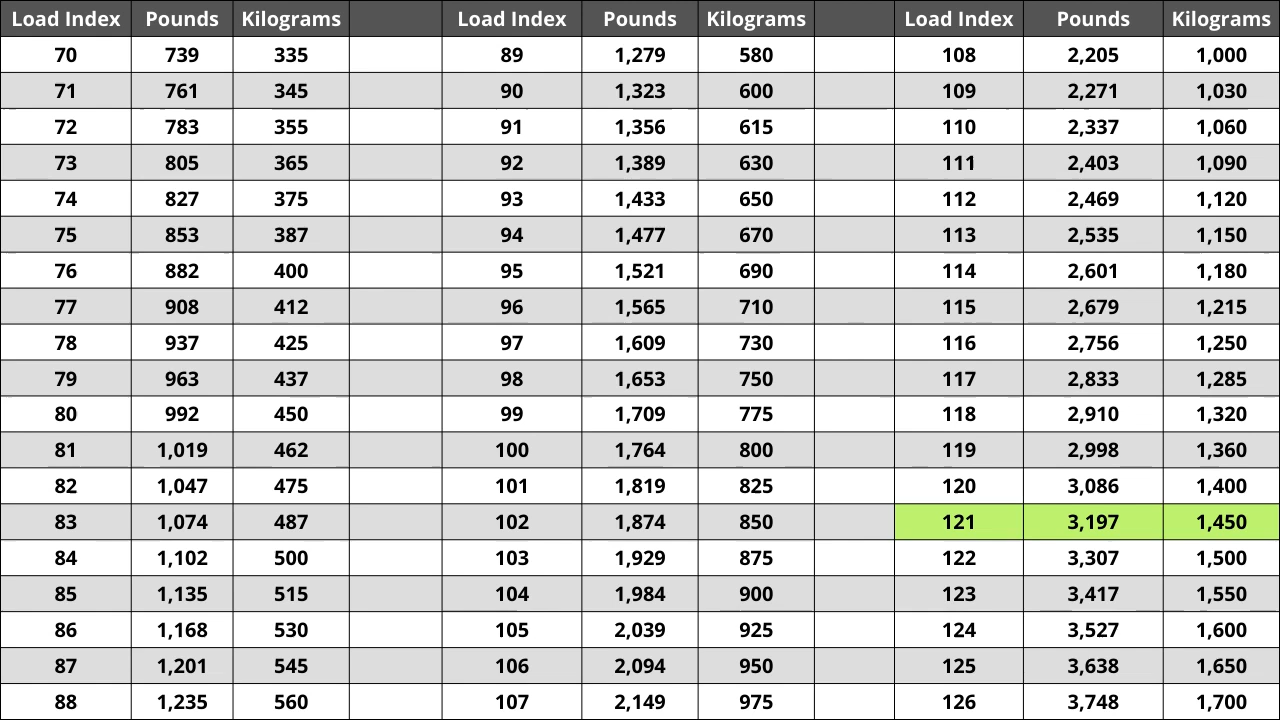 Load Index Pounds Kilograms Load Index Pounds Kilograms Load Index Pounds Kilograms
70 739 335 89 1,279 580 108 2,205 1,000
71 761 345 90 1,323 600 109 2,271 1,030
72 783 355 91 1,356 615 110 2,337 1,060
73 805 365 92 1,389 630 111 2,403 1,090
74 827 375 93 1,433 650 112 2,469 1,120
75 853 387 94 1,477 670 113 2,535 1,150
76 882 400 95 1,521 690 114 2,601 1,180
77 908 412 96 1,565 710 115 2,679 1,215
78 937 425 97 1,609 730 116 2,756 1,250
79 963 437 98 1,653 750 117 2,833 1,285
80 992 450 99 1,709 775 118 2,910 1,320
81 1,019 462 100 1,764 800 119 2,998 1,360
82 1,047 475 101 1,819 825 120 3,086 1,400
83 1,074 487 102 1,874 850 121 3,197 1,450
84 1,102 500 103 1,929 875 122 3,307 1,500
85 1,135 515 104 1,984 900 123 3,417 1,550
86 1,168 530 105 2,039 925 124 3,527 1,600
87 1,201 545 106 2,094 950 125 3,638 1,650
88 1,235 560 107 2,149 975 126 3,748 1,700